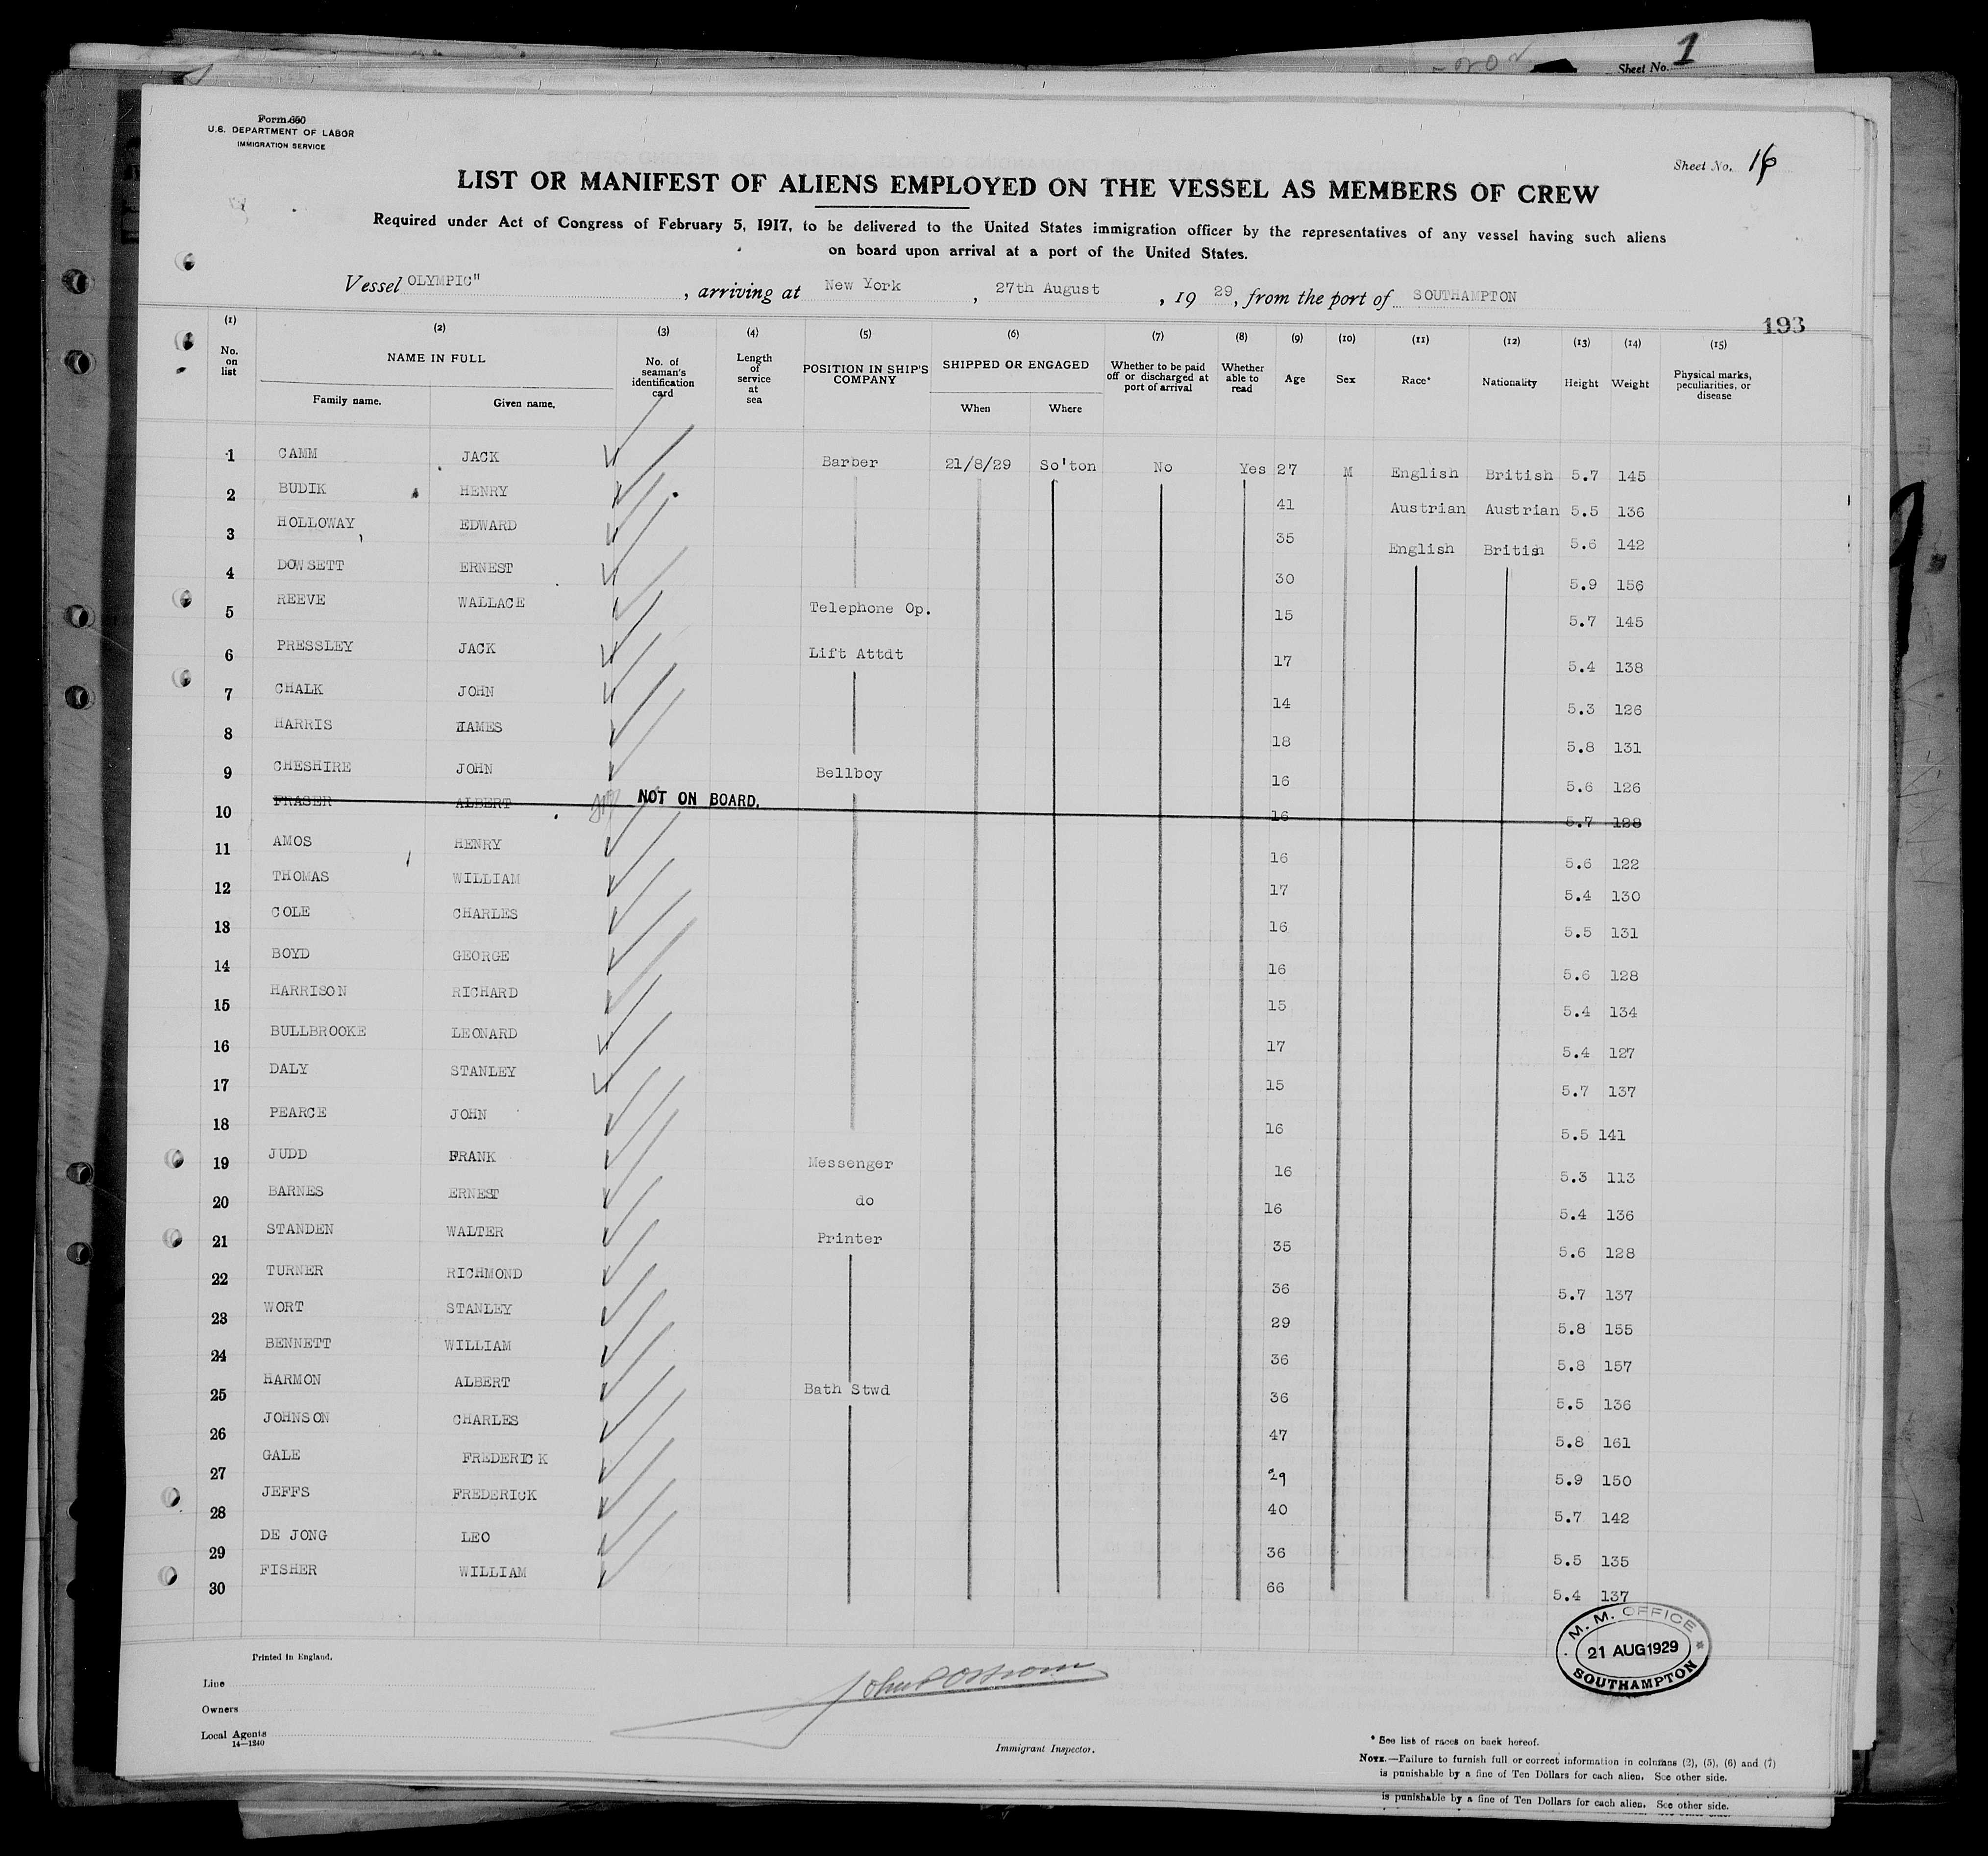 Sheet No. 1
Form 680
U.S. DEPARTMENT OF LABOR
IMMIGRATION SERVICE
Sheet No. 16
LIST OR MANIFEST OF ALIENS EMPLOYED ON THE VESSEL AS MEMBERS OF CREW
Required under Act of Congress of February 5, 1917, to be delivered to the United States immigration officer by the representatives of any vessel having such aliens
on board upon arrival at a port of the United States.
Vessel OLYMPIC" , arriving at New York , 27th August , 19 29, from the port of SOUTHAMPTON
193
(1) (2) (3) (4) (5) (6) (7) (8) (9) (10) (11) (12) (13) (14) (15)
No. on list NAME IN FULL Family name. Given name. No. of seaman's identification card Length of service at sea POSITION IN SHIP'S COMPANY SHIPPED OR ENGAGED When Where Whether to be paid off or discharged at port of arrival Whether able to read Age Sex Race* Nationality Height Weight Physical marks, peculiarities, or disease
1 CAMM JACK Barber 21/8/29 So'ton No Yes 27 M English British 5.7 145
2 BUDIK HENRY 41 Austrian Austrian 5.5 136
3 HOLLOWAY EDWARD 35 English British 5.6 142
4 DOWSETT ERNEST 30 5.9 156
5 REEVE WALLACE Telephone Op. 15 5.7 145
6 PRESSLEY JACK Lift Attdt 17 5.4 138
7 CHALK JOHN 14 5.3 126
8 HARRIS JAMES 18 5.8 131
9 CHESHIRE JOHN Bellboy 16 5.6 126
10 FRASER ALBERT NOT ON BOARD. 16 5.7 128
11 AMOS HENRY 16 5.6 122
12 THOMAS WILLIAM 17 5.4 130
13 COLE CHARLES 16 5.5 131
14 BOYD GEORGE 16 5.6 128
15 HARRISON RICHARD 15 5.4 134
16 BULLBROOKE LEONARD 17 5.4 127
17 DALY STANLEY 15 5.7 137
18 PEARCE JOHN 16 5.5 141
19 JUDD FRANK Messenger 16 5.3 113
20 BARNES ERNEST do 16 5.4 136
21 STANDEN WALTER Printer 35 5.6 128
22 TURNER RICHMOND 36 5.7 137
23 WORT STANLEY 29 5.8 155
24 BENNETT WILLIAM 36 5.8 157
25 HARMON ALBERT Bath Stwd 36 5.5 136
26 JOHNSON CHARLES 47 5.8 161
27 GALE FREDERICK 29 5.9 150
28 JEFFS FREDERICK 40 5.7 142
29 DE JONG LEO 36 5.5 135
30 FISHER WILLIAM 66 5.4 137
M. M. OFFICE
21 AUG 1929
SOUTHAMPTON
Printed in England.
Line
Owners
Local Agents
14—1240
Immigrant Inspector.
* See list of races on back hereof.
NOTE.—Failure to furnish full or correct information in columns (2), (5), (6) and (7)
is punishable by a fine of Ten Dollars for each alien. See other side.
is punishable by a fine of Ten Dollars for each alien. See other side.